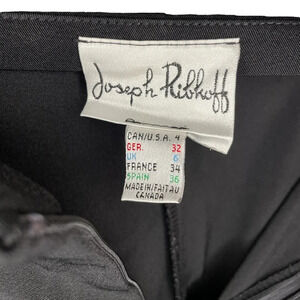 Joseph Ribkoff
CAN/U.S.A. 4
GER. 32
UK 6
FRANCE 34
SPAIN 36
MADE IN/FAIT AU
CANADA